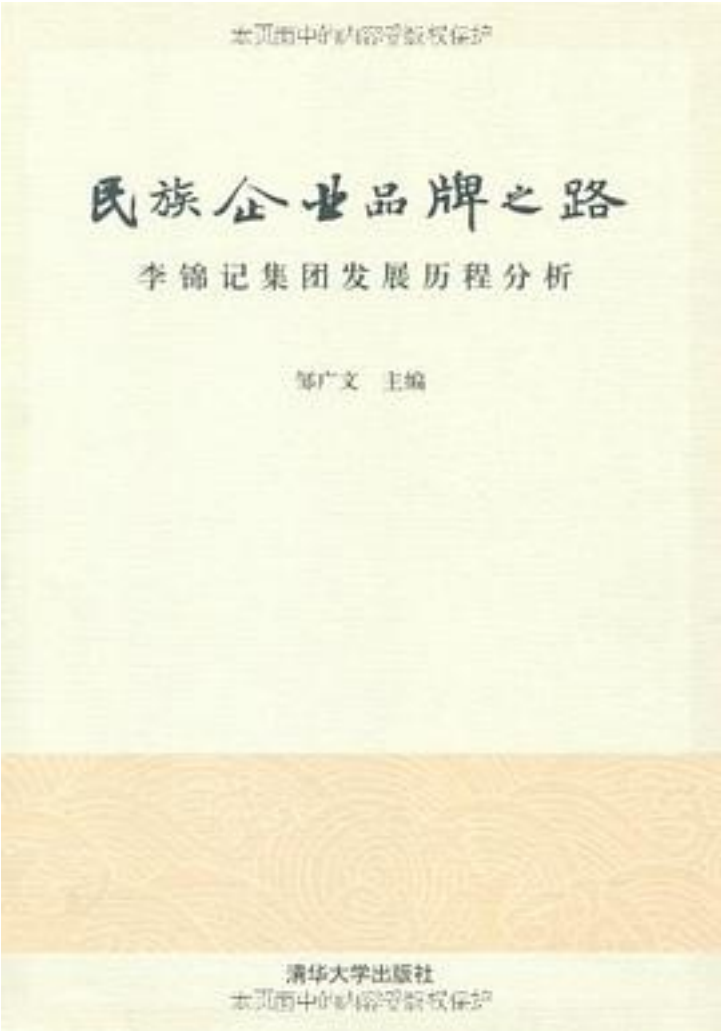 本页面中的内容受版权保护
民族企业品牌之路
李锦记集团发展历程分析
邹广文 主编
清华大学出版社
本页面中的内容受版权保护